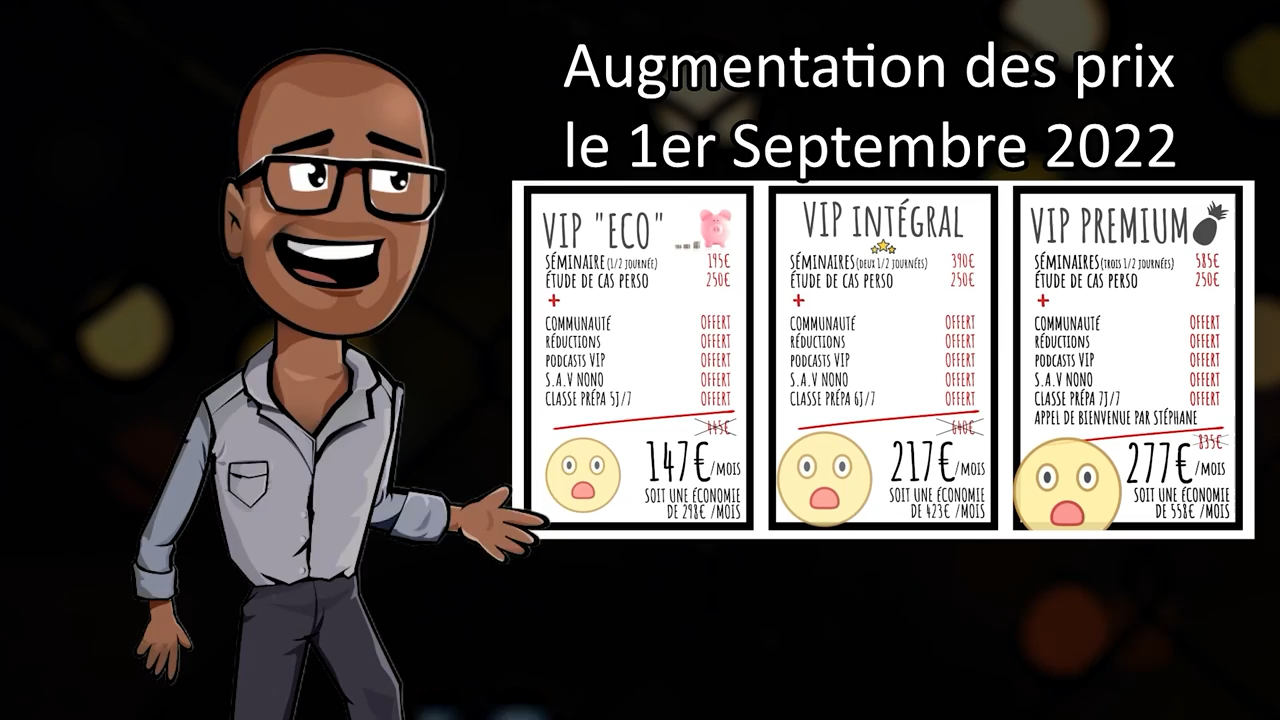 Augmentation des prix
le 1er Septembre 2022
VIP "ECO"
SÉMINAIRE (1/2 JOURNÉE) 195€
ÉTUDE DE CAS PERSO 250€
+
COMMUNAUTÉ OFFERT
RÉDUCTIONS OFFERT
PODCASTS VIP OFFERT
S.A.V NONO OFFERT
CLASSE PRÉPA 5J/7 OFFERT
445€
147€/MOIS
SOIT UNE ÉCONOMIE
DE 298€ /MOIS
VIP INTÉGRAL
SÉMINAIRES (DEUX 1/2 JOURNÉES) 390€
ÉTUDE DE CAS PERSO 250€
+
COMMUNAUTÉ OFFERT
RÉDUCTIONS OFFERT
PODCASTS VIP OFFERT
S.A.V NONO OFFERT
CLASSE PRÉPA 6J/7 OFFERT
640€
217€/MOIS
SOIT UNE ÉCONOMIE
DE 423€ /MOIS
VIP PREMIUM
SÉMINAIRES (TROIS 1/2 JOURNÉES) 585€
ÉTUDE DE CAS PERSO 250€
+
COMMUNAUTÉ OFFERT
RÉDUCTIONS OFFERT
PODCASTS VIP OFFERT
S.A.V NONO OFFERT
CLASSE PRÉPA 7J/7 OFFERT
APPEL DE BIENVENUE PAR STÉPHANE
835€
277€/MOIS
SOIT UNE ÉCONOMIE
DE 558€ /MOIS